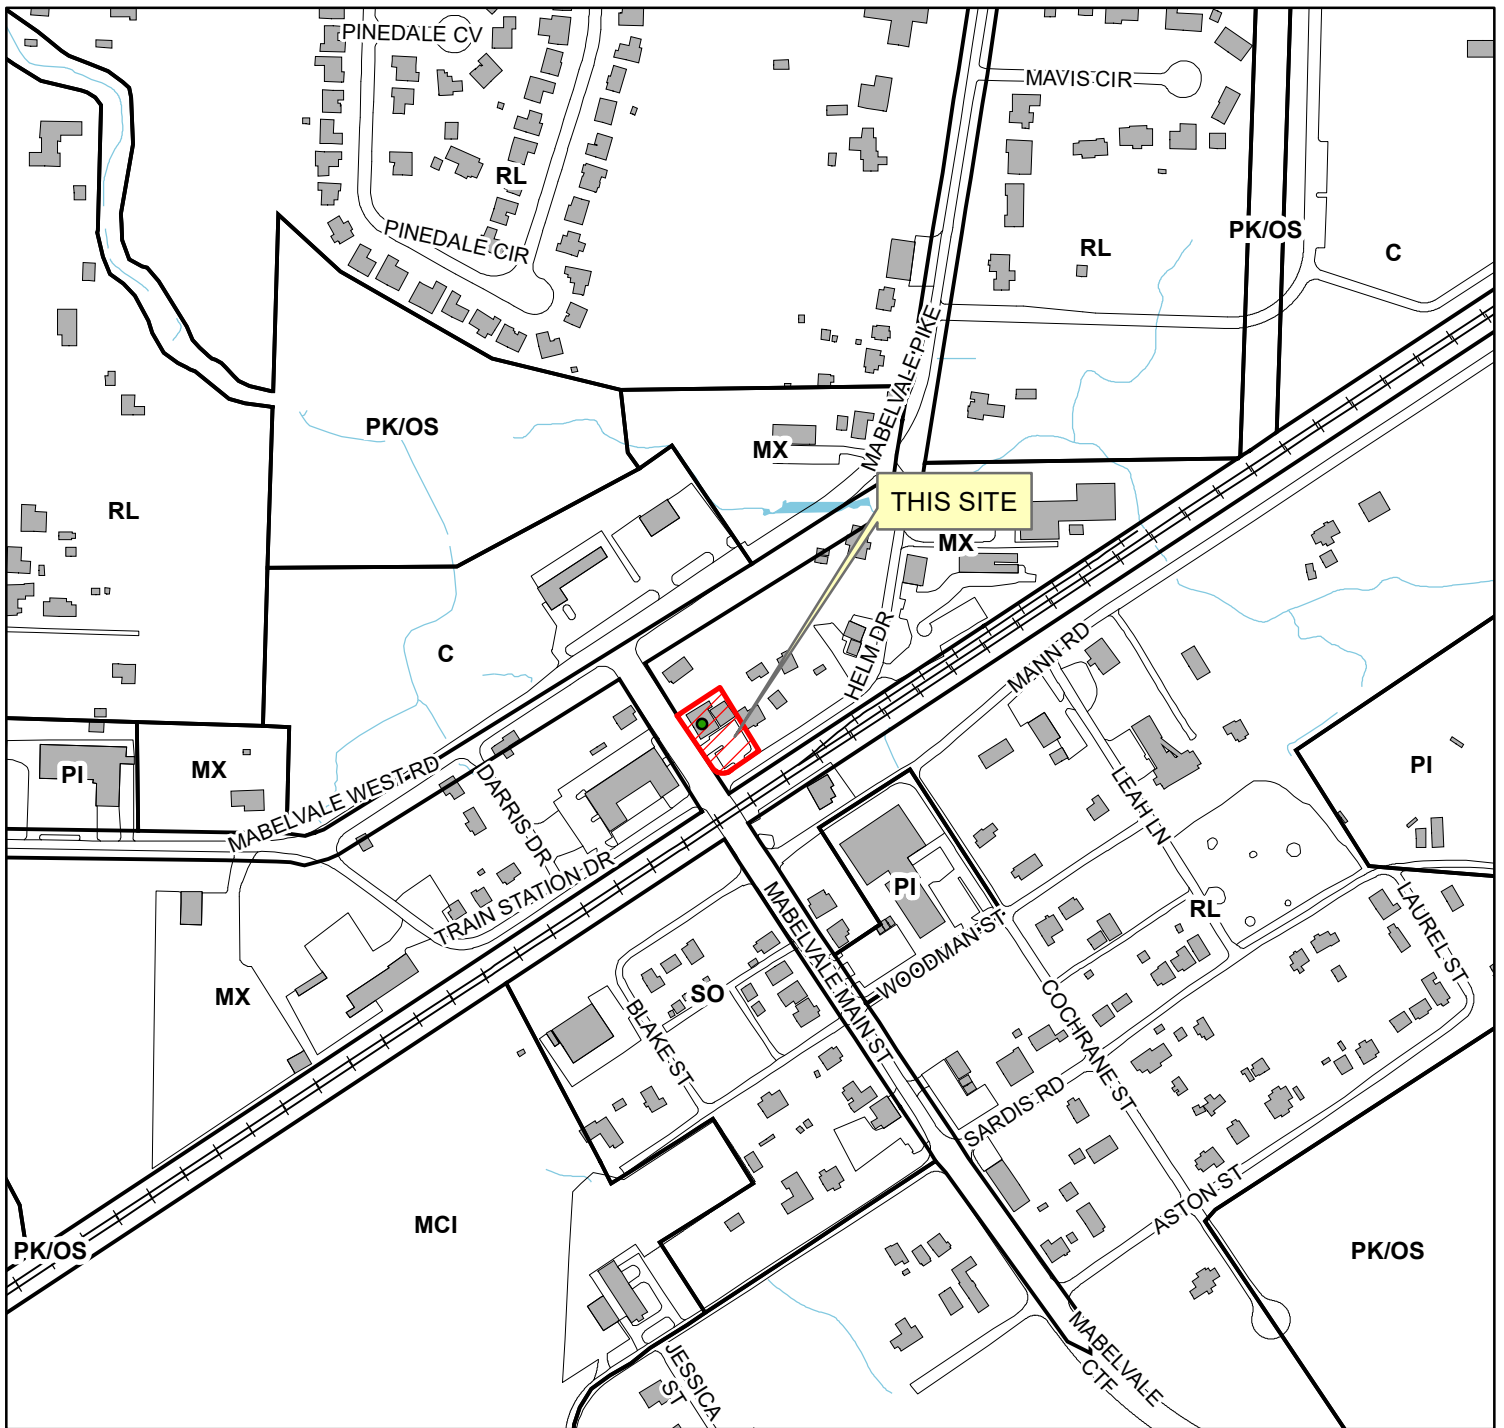 PINEDALE CV
MAVIS CIR
RL
PINEDALE CIR
PK/OS
RL
C
MABELVALE PIKE
PK/OS
MX
RL
THIS SITE
MX
HELM DR
MANN RD
C
PI
MX
MABELVALE WEST RD
DARRIS DR
LEAH LN
PI
TRAIN STATION DR
PI
RL
LAUREL ST
MABELVALE MAIN ST
WOODMAN ST
MX
SO
BLAKE ST
COCHRANE ST
SARDIS RD
ASTON ST
MCI
PK/OS
PK/OS
MABELVALE
CTF
JESSICA
ST